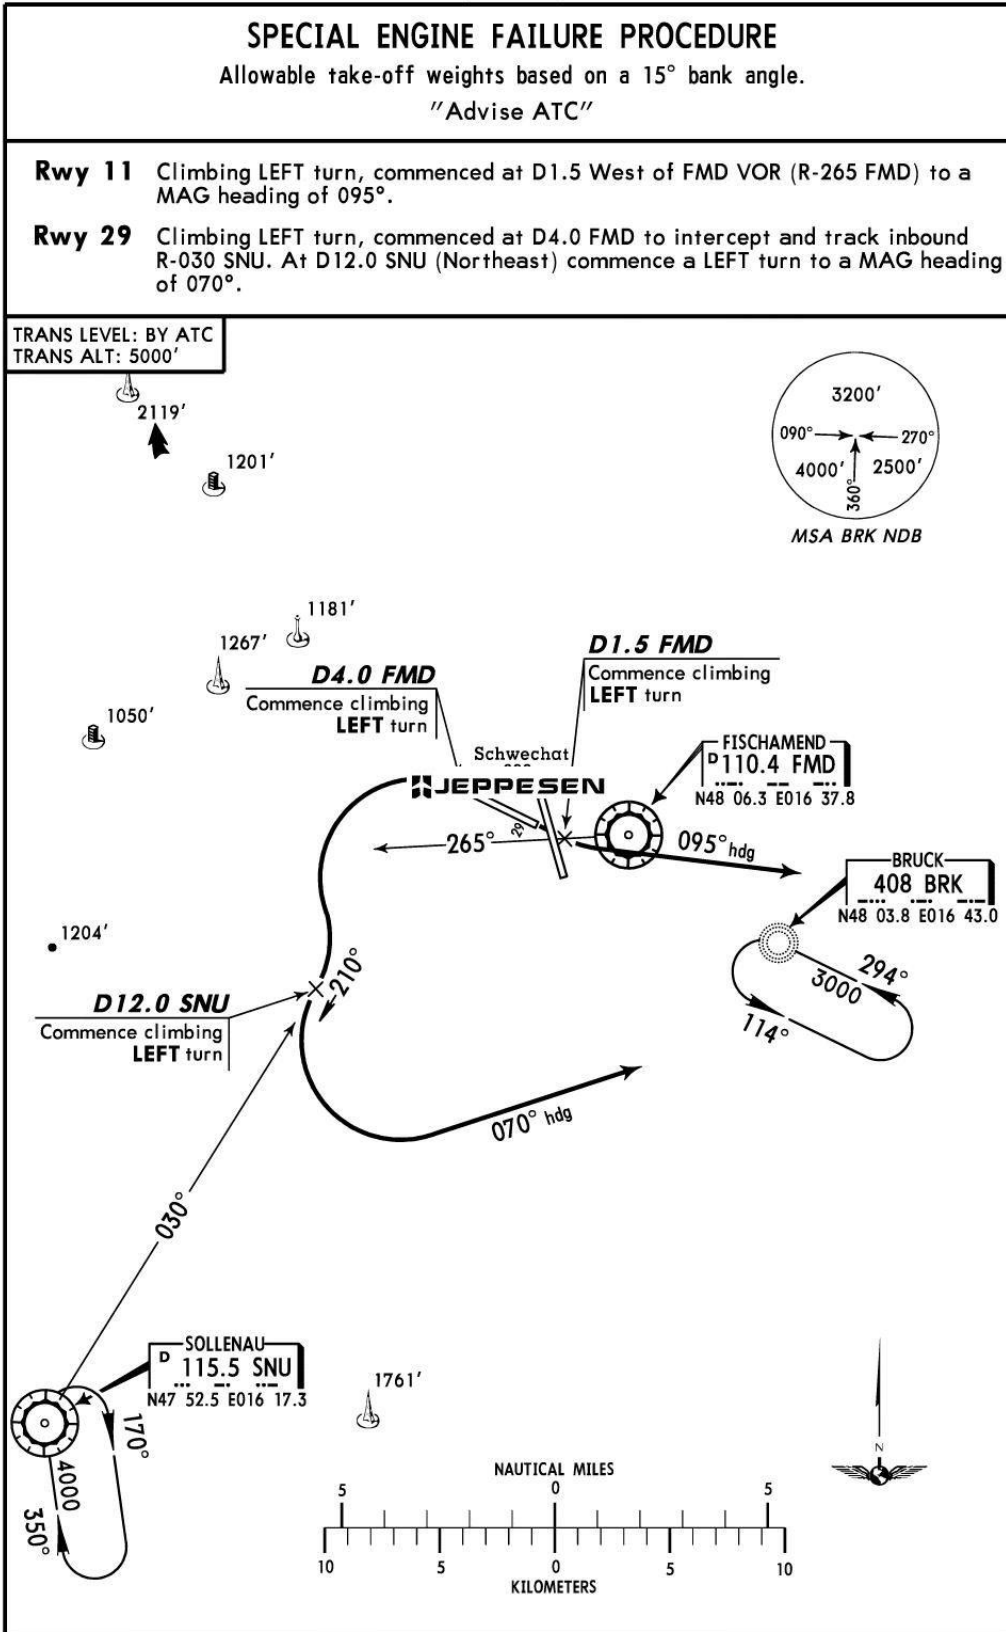 SPECIAL ENGINE FAILURE PROCEDURE
Allowable take-off weights based on a 15° bank angle.
"Advise ATC"
Rwy 11 Climbing LEFT turn, commenced at D1.5 West of FMD VOR (R-265 FMD) to a
MAG heading of 095°.
Rwy 29 Climbing LEFT turn, commenced at D4.0 FMD to intercept and track inbound
R-030 SNU. At D12.0 SNU (Northeast) commence a LEFT turn to a MAG heading
of 070°.
TRANS LEVEL: BY ATC
TRANS ALT: 5000'
2119'
1201'
3200'
090°
270°
4000'
2500'
360°
MSA BRK NDB
1181'
1267'
1050'
D4.0 FMD
Commence climbing
LEFT turn
D1.5 FMD
Commence climbing
LEFT turn
Schwechat
JEPPESEN
FISCHAMEND
D 110.4 FMD
N48 06.3 E016 37.8
29
265°
095° hdg
BRUCK
408 BRK
N48 03.8 E016 43.0
294°
3000
114°
1204'
210°
D12.0 SNU
Commence climbing
LEFT turn
070° hdg
030°
SOLLENAU
D 115.5 SNU
N47 52.5 E016 17.3
170°
4000
350°
1761'
N
NAUTICAL MILES
5 0 5
10 5 0 5 10
KILOMETERS